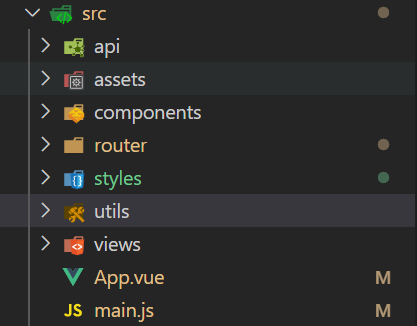 src
api
assets
components
router
styles
utils
views
App.vue M
JS main.js M